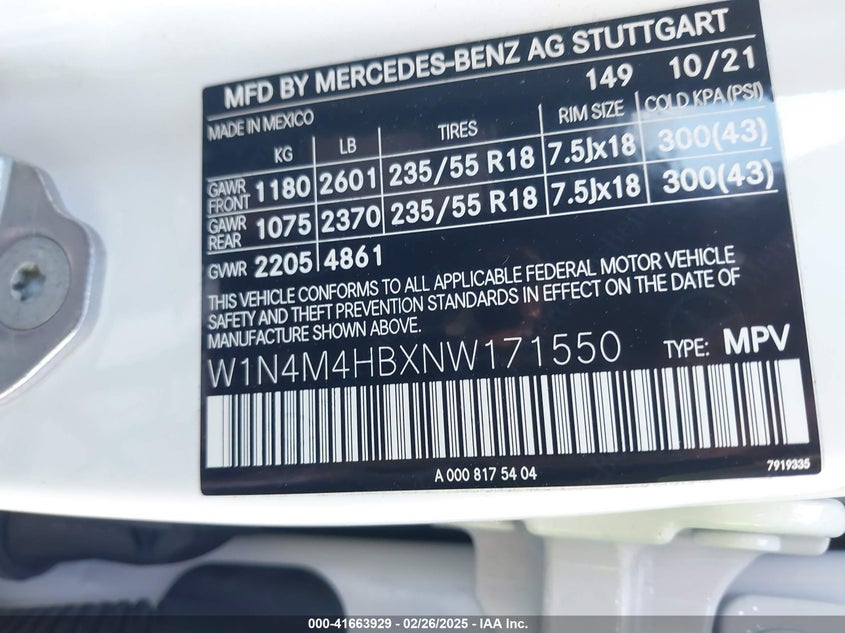 MFD BY MERCEDES-BENZ AG STUTTGART
149 10/21
MADE IN MEXICO
KG LB TIRES RIM SIZE COLD KPA(PSI)
GAWR FRONT 1180 2601 235/55 R18 7.5Jx18 300(43)
GAWR REAR 1075 2370 235/55 R18 7.5Jx18 300(43)
GVWR 2205 4861
THIS VEHICLE CONFORMS TO ALL APPLICABLE FEDERAL MOTOR VEHICLE
SAFETY AND THEFT PREVENTION STANDARDS IN EFFECT ON THE DATE OF
MANUFACTURE SHOWN ABOVE.
W1N4M4HBXNW171550 TYPE: MPV
A 000 817 54 04
7919335
000-41663929 / 02/26/2025 / IAA Inc.